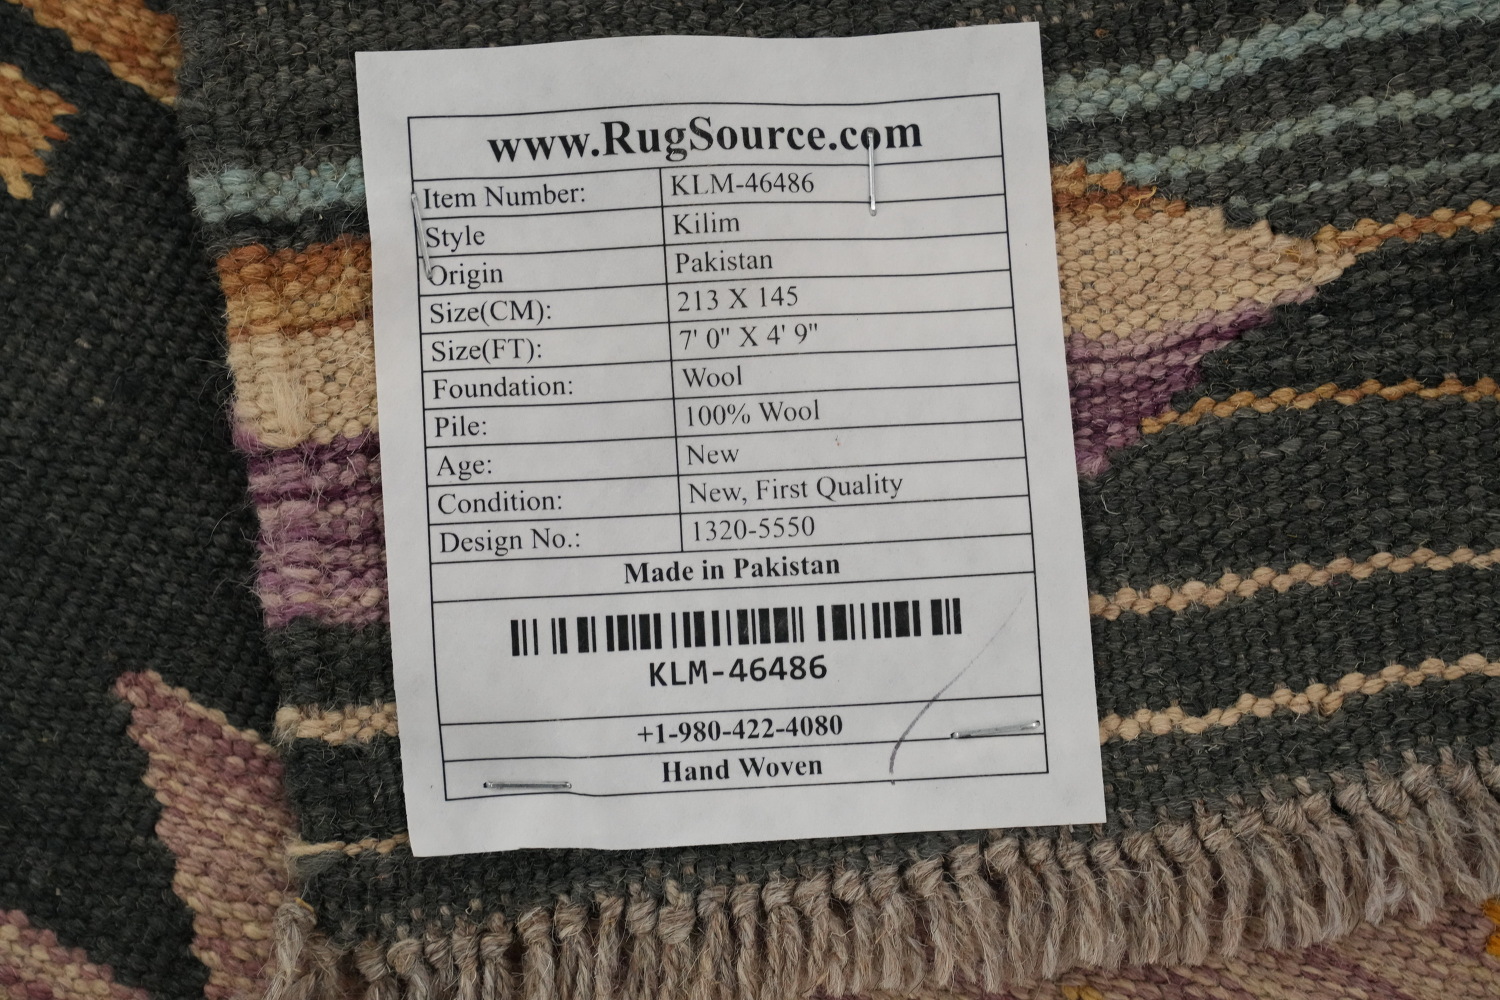 www.RugSource.com
Item Number: KLM-46486
Style Kilim
Origin Pakistan
Size(CM): 213 X 145
Size(FT): 7' 0" X 4' 9"
Foundation: Wool
Pile: 100% Wool
Age: New
Condition: New, First Quality
Design No.: 1320-5550
Made in Pakistan
KLM-46486
+1-980-422-4080
Hand Woven